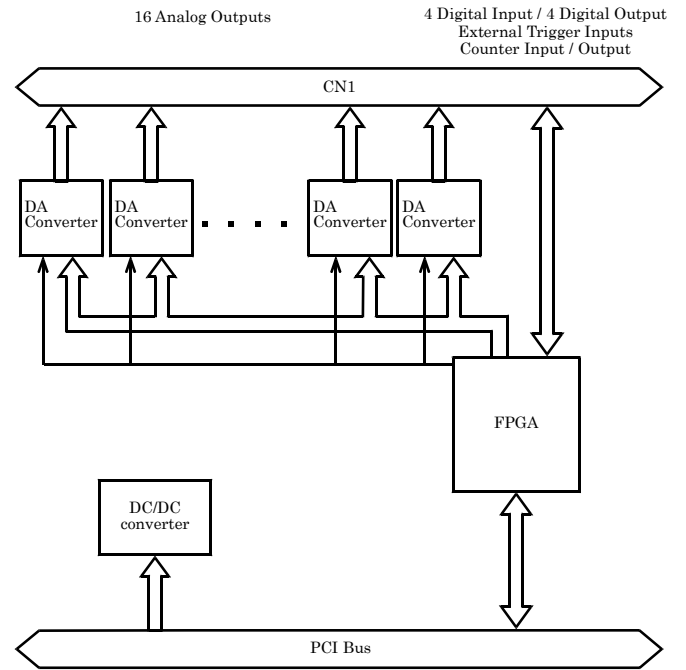 16 Analog Outputs
4 Digital Input / 4 Digital Output
External Trigger Inputs
Counter Input / Output
CN1
DA
Converter
DA
Converter
DA
Converter
DA
Converter
FPGA
DC/DC
converter
PCI Bus